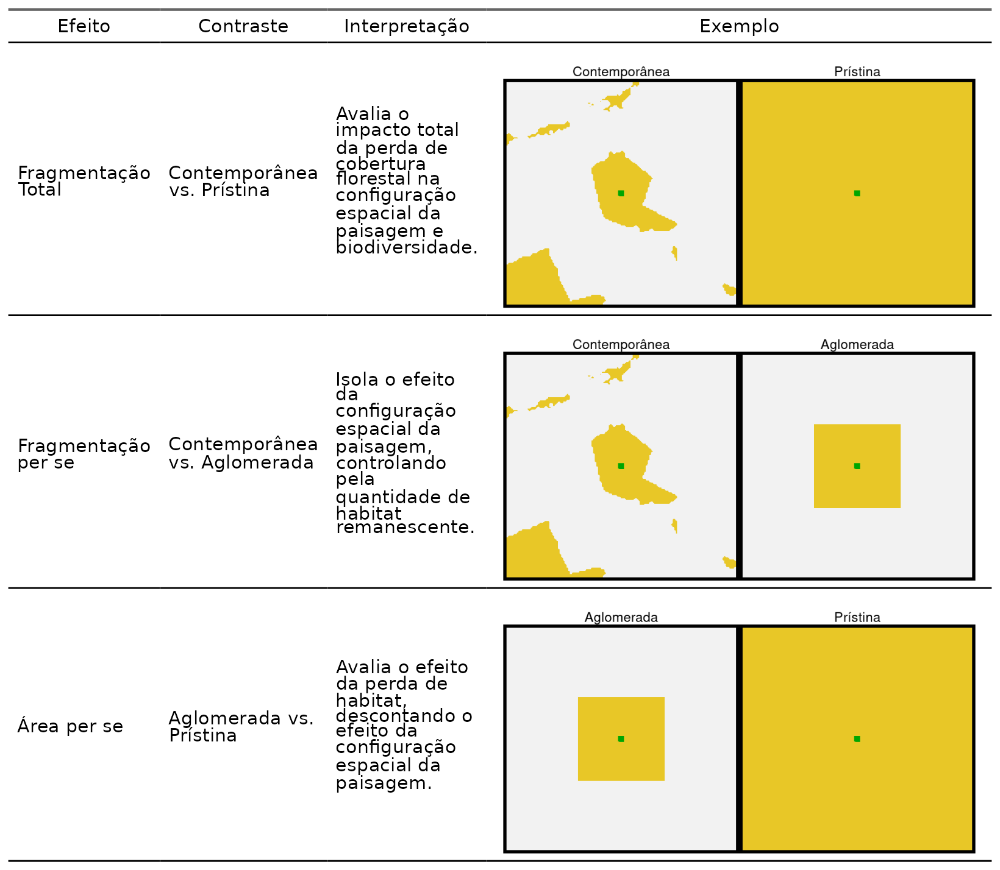 Efeito
Contraste
Interpretação
Exemplo
Fragmentação
Total
Contemporânea
vs. Prístina
Avalia o
impacto total
da perda de
cobertura
florestal na
configuração
espacial da
paisagem e
biodiversidade.
Contemporânea
Prístina
Fragmentação
per se
Contemporânea
vs. Aglomerada
Isola o efeito
da
configuração
espacial da
paisagem,
controlando
pela
quantidade de
habitat
remanescente.
Contemporânea
Aglomerada
Área per se
Aglomerada vs.
Prístina
Avalia o efeito
da perda de
habitat,
descontando o
efeito da
configuração
espacial da
paisagem.
Aglomerada
Prístina